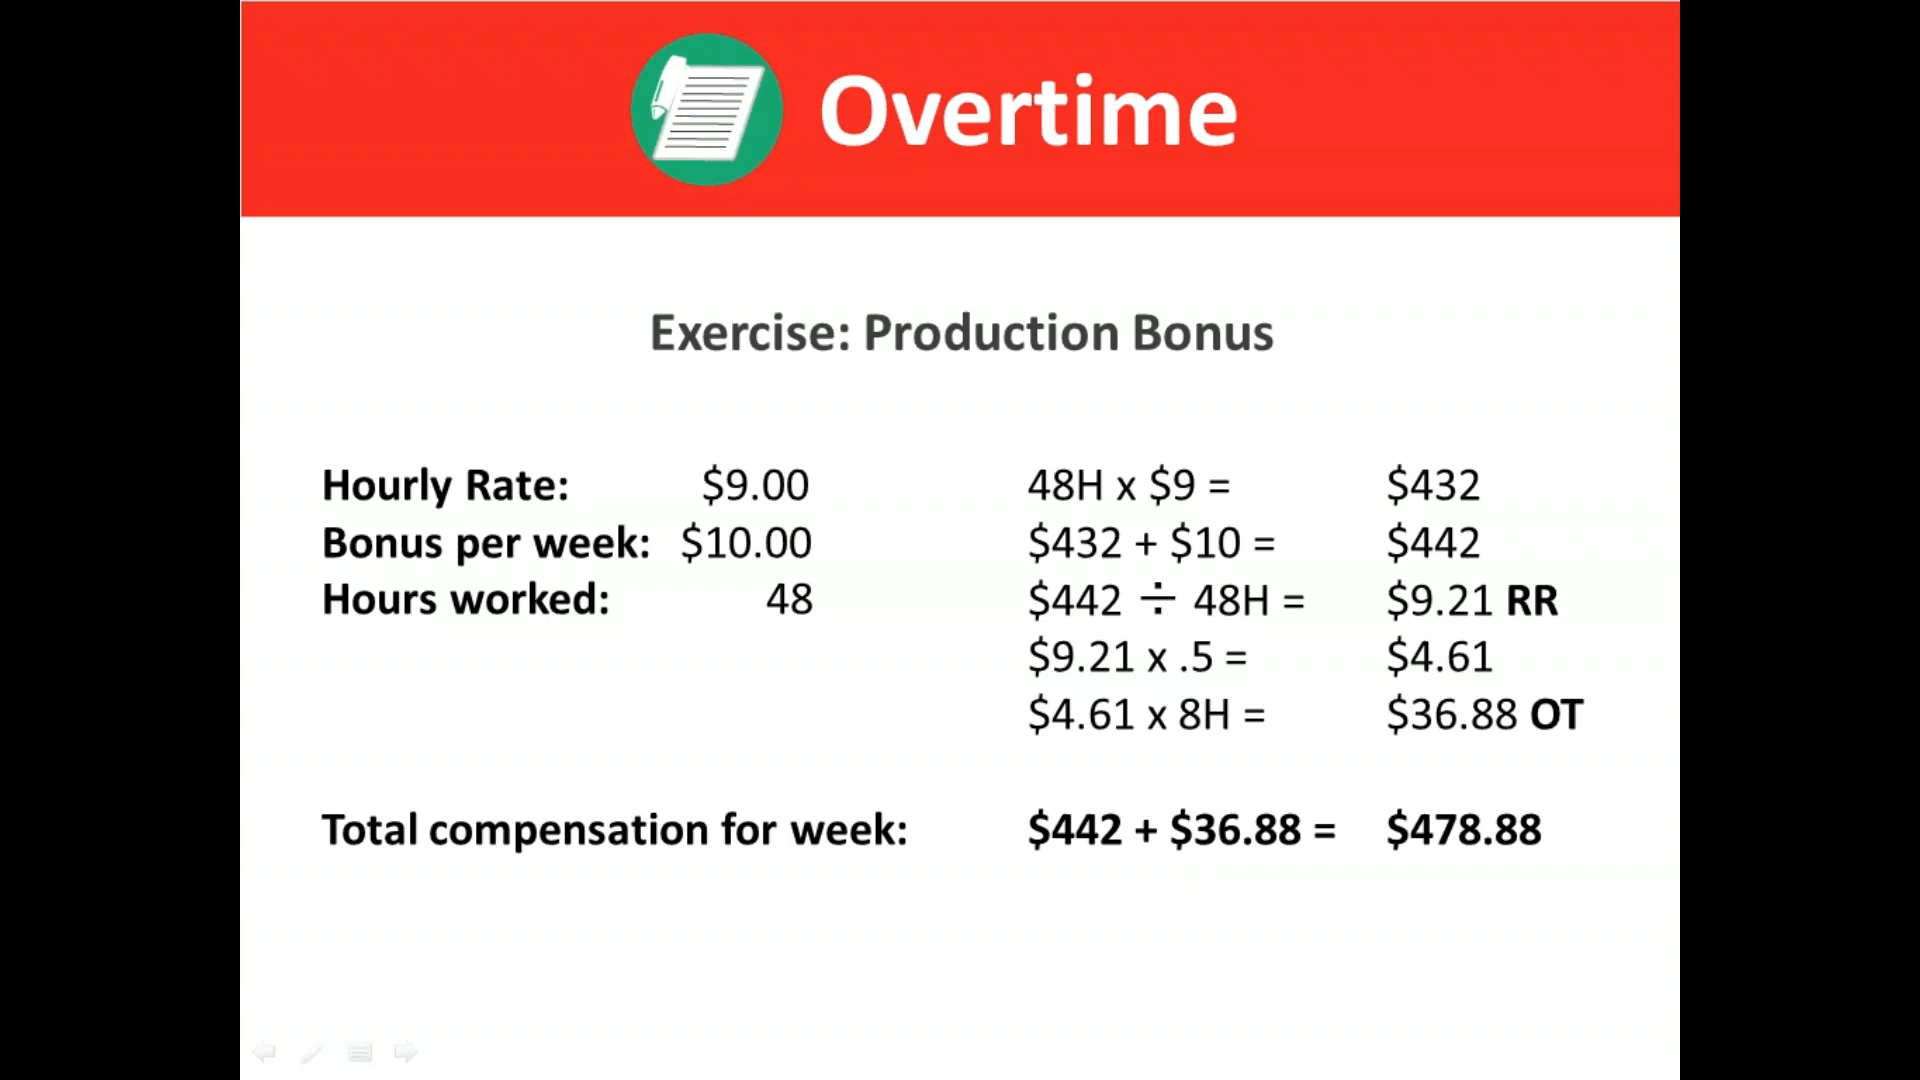 Overtime
Exercise: Production Bonus
Hourly Rate: $9.00 48H x $9 = $432
Bonus per week: $10.00 $432 + $10 = $442
Hours worked: 48 $442 ÷ 48H = $9.21 RR
$9.21 x .5 = $4.61
$4.61 x 8H = $36.88 OT
Total compensation for week: $442 + $36.88 = $478.88